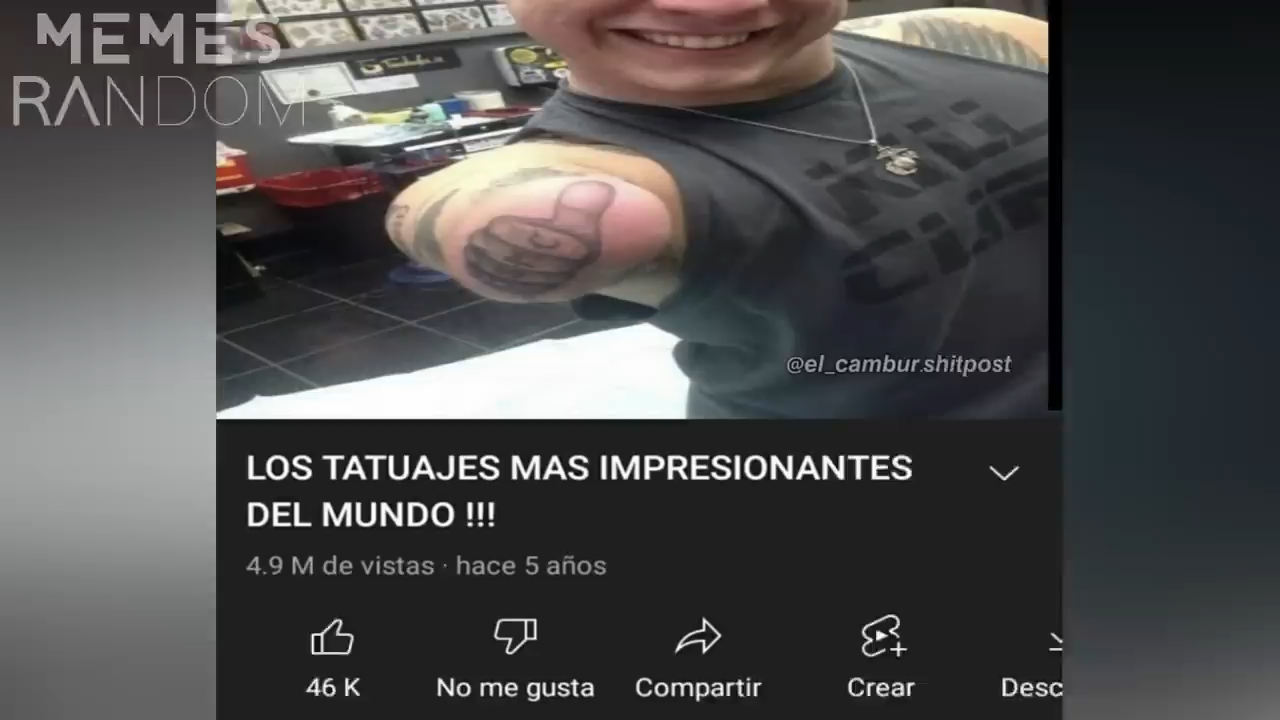 MEMES
RANDOM
KILL
@el_cambur.shitpost
LOS TATUAJES MAS IMPRESIONANTES
DEL MUNDO !!!
4.9 M de vistas · hace 5 años
46 K
No me gusta
Compartir
Crear
Desc